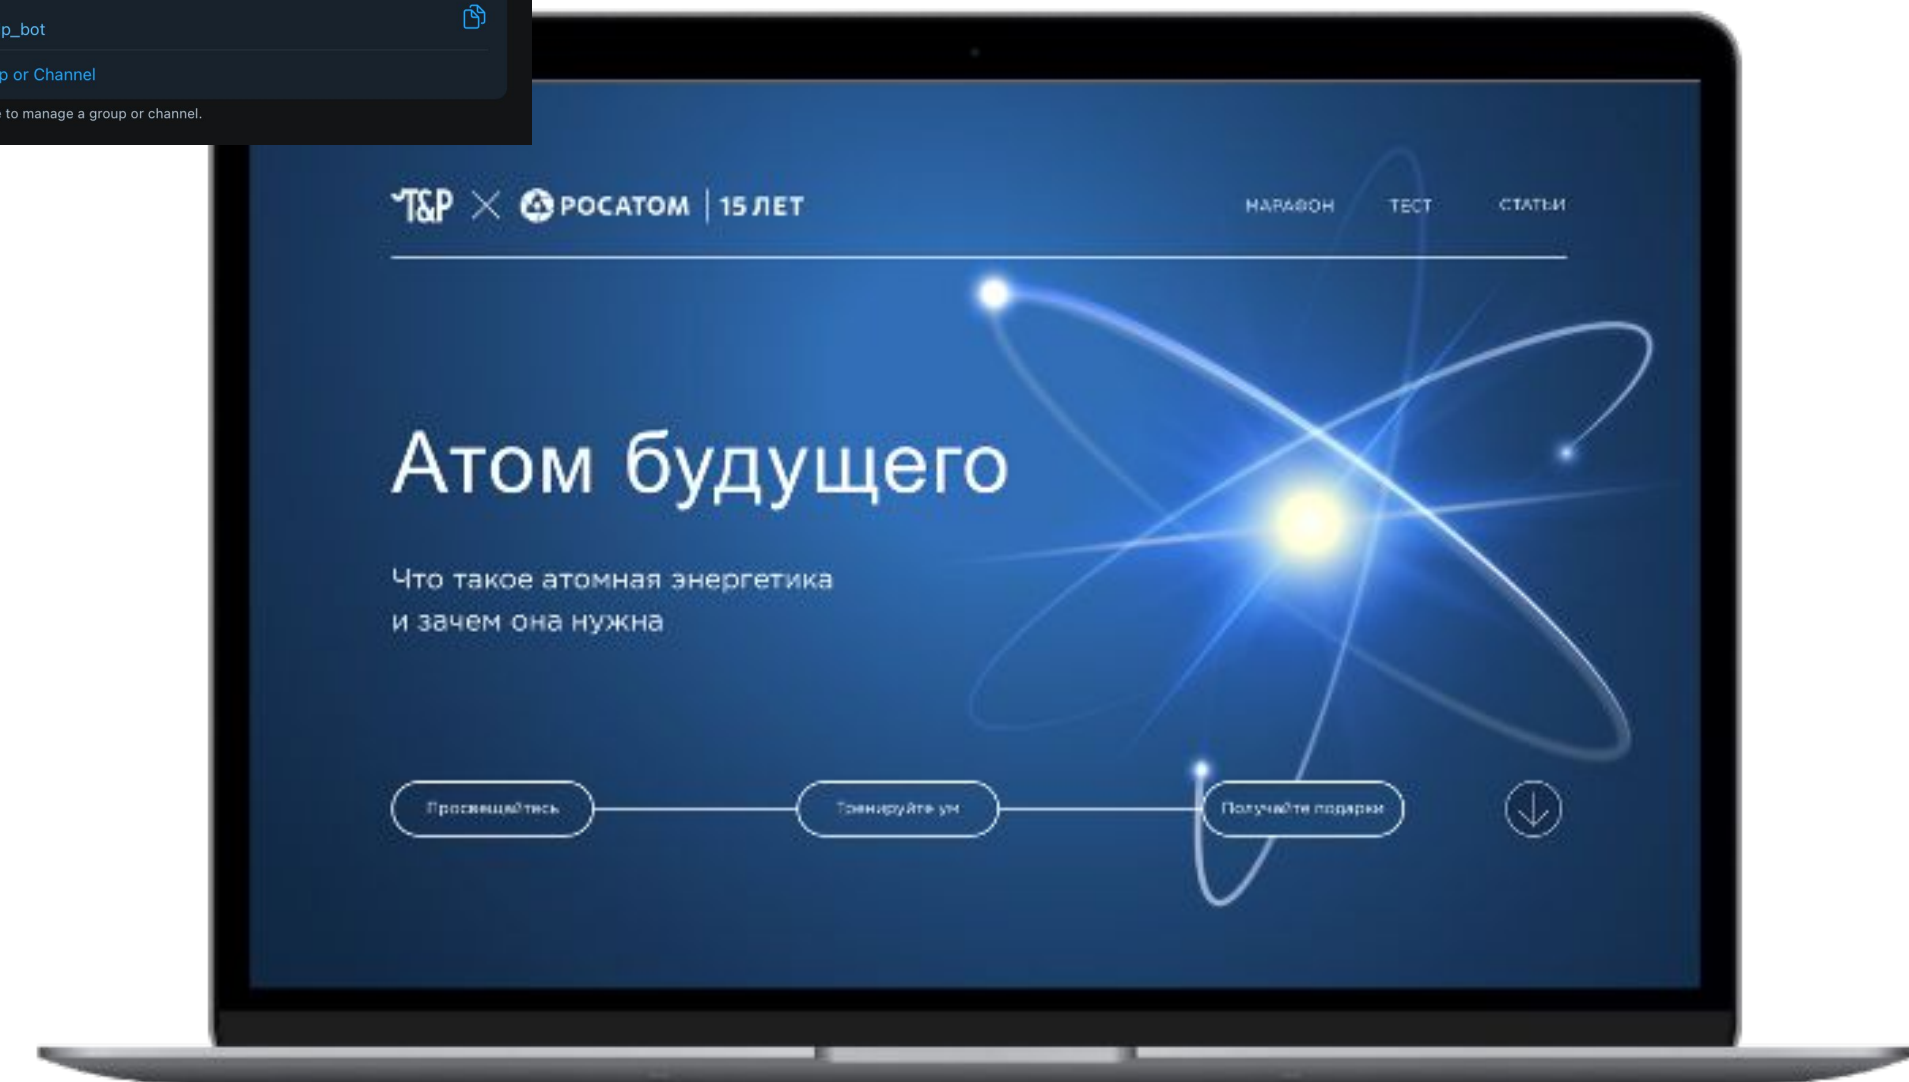 p_bot
p or Channel
e to manage a group or channel.
T&P × РОСАТОМ | 15 ЛЕТ
МАРАФОН ТЕСТ СТАТЬИ
Атом будущего
Что такое атомная энергетика
и зачем она нужна
Просвещайтесь Тренируйте ум Получайте подарки